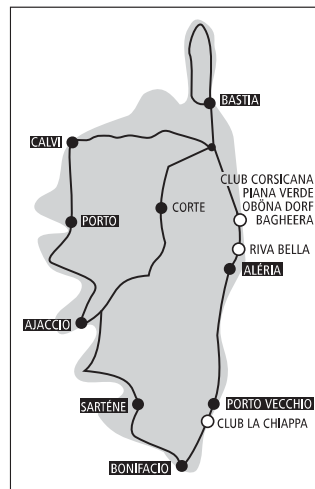 BASTIA
CALVI
CLUB CORSICANA
PIANA VERDE
OBÖNA DORF
BAGHEERA
CORTE
PORTO
RIVA BELLA
ALÉRIA
AJACCIO
SARTÉNE
PORTO VECCHIO
CLUB LA CHIAPPA
BONIFACIO